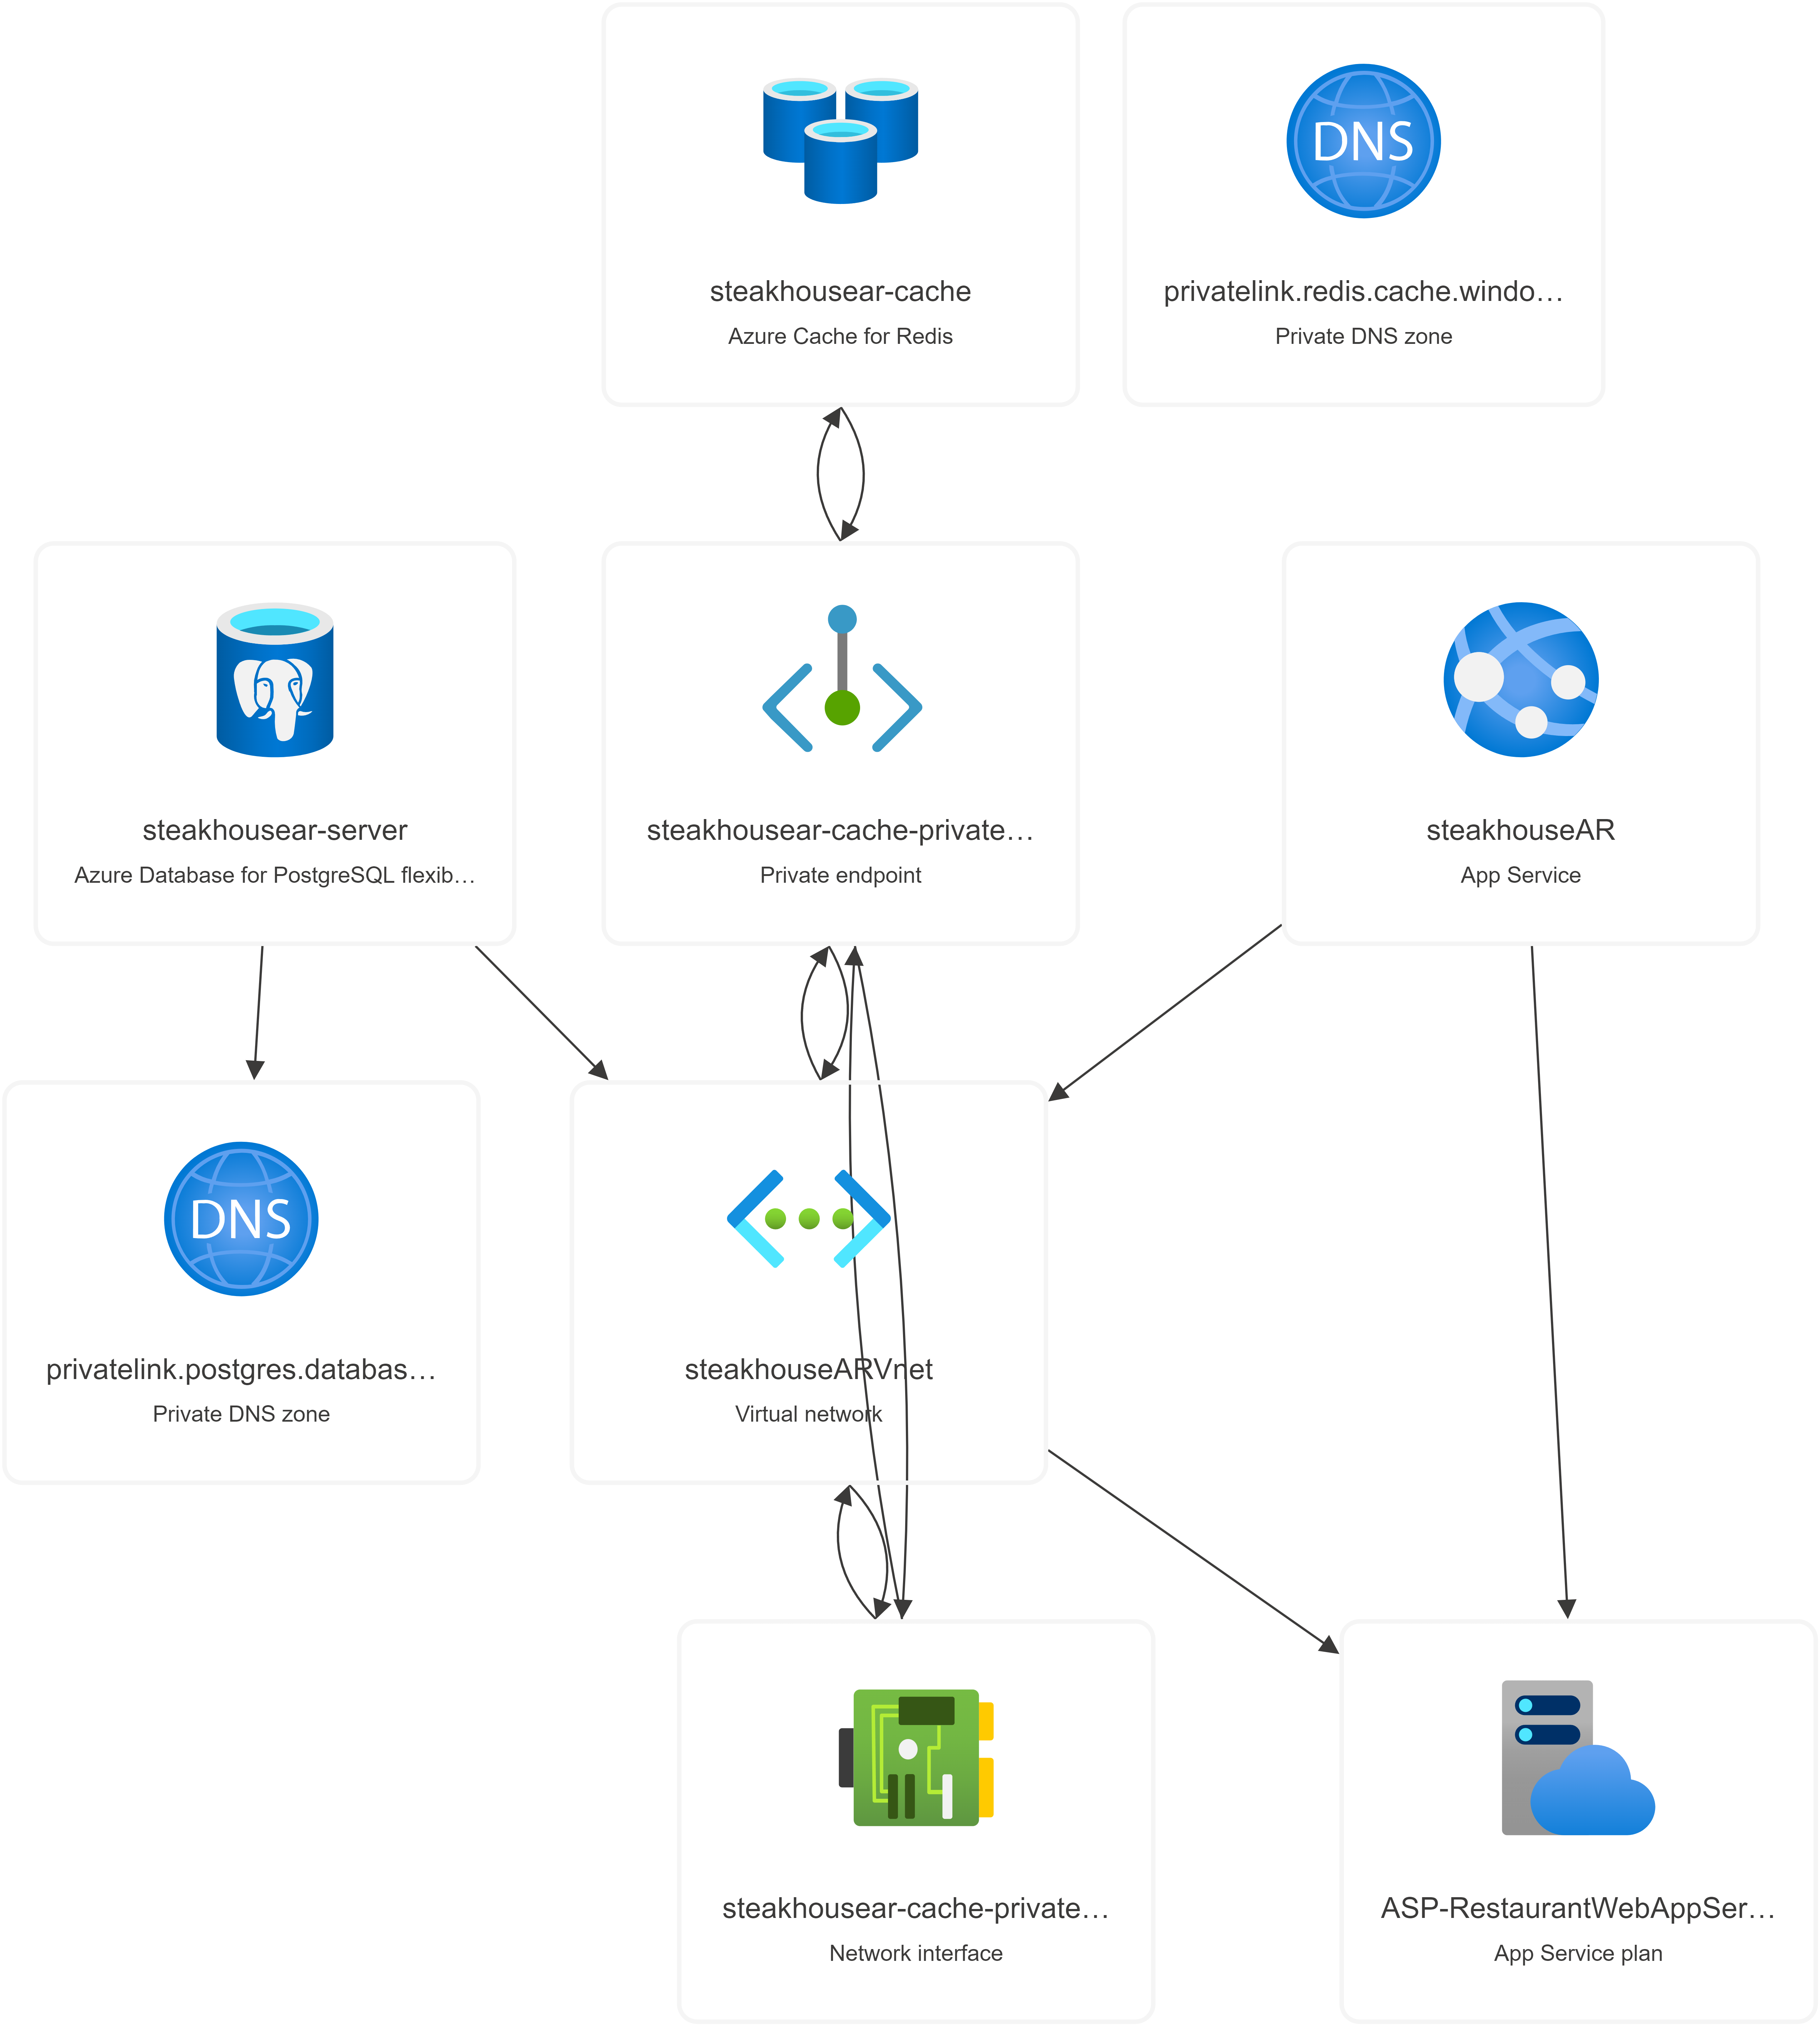 DNS
steakhousear-cache
Azure Cache for Redis
privatelink.redis.cache.windo…
Private DNS zone
steakhousear-server
Azure Database for PostgreSQL flexib…
steakhousear-cache-private…
Private endpoint
steakhouseAR
App Service
DNS
privatelink.postgres.databas…
Private DNS zone
steakhouseARVnet
Virtual network
steakhousear-cache-private…
Network interface
ASP-RestaurantWebAppSer…
App Service plan